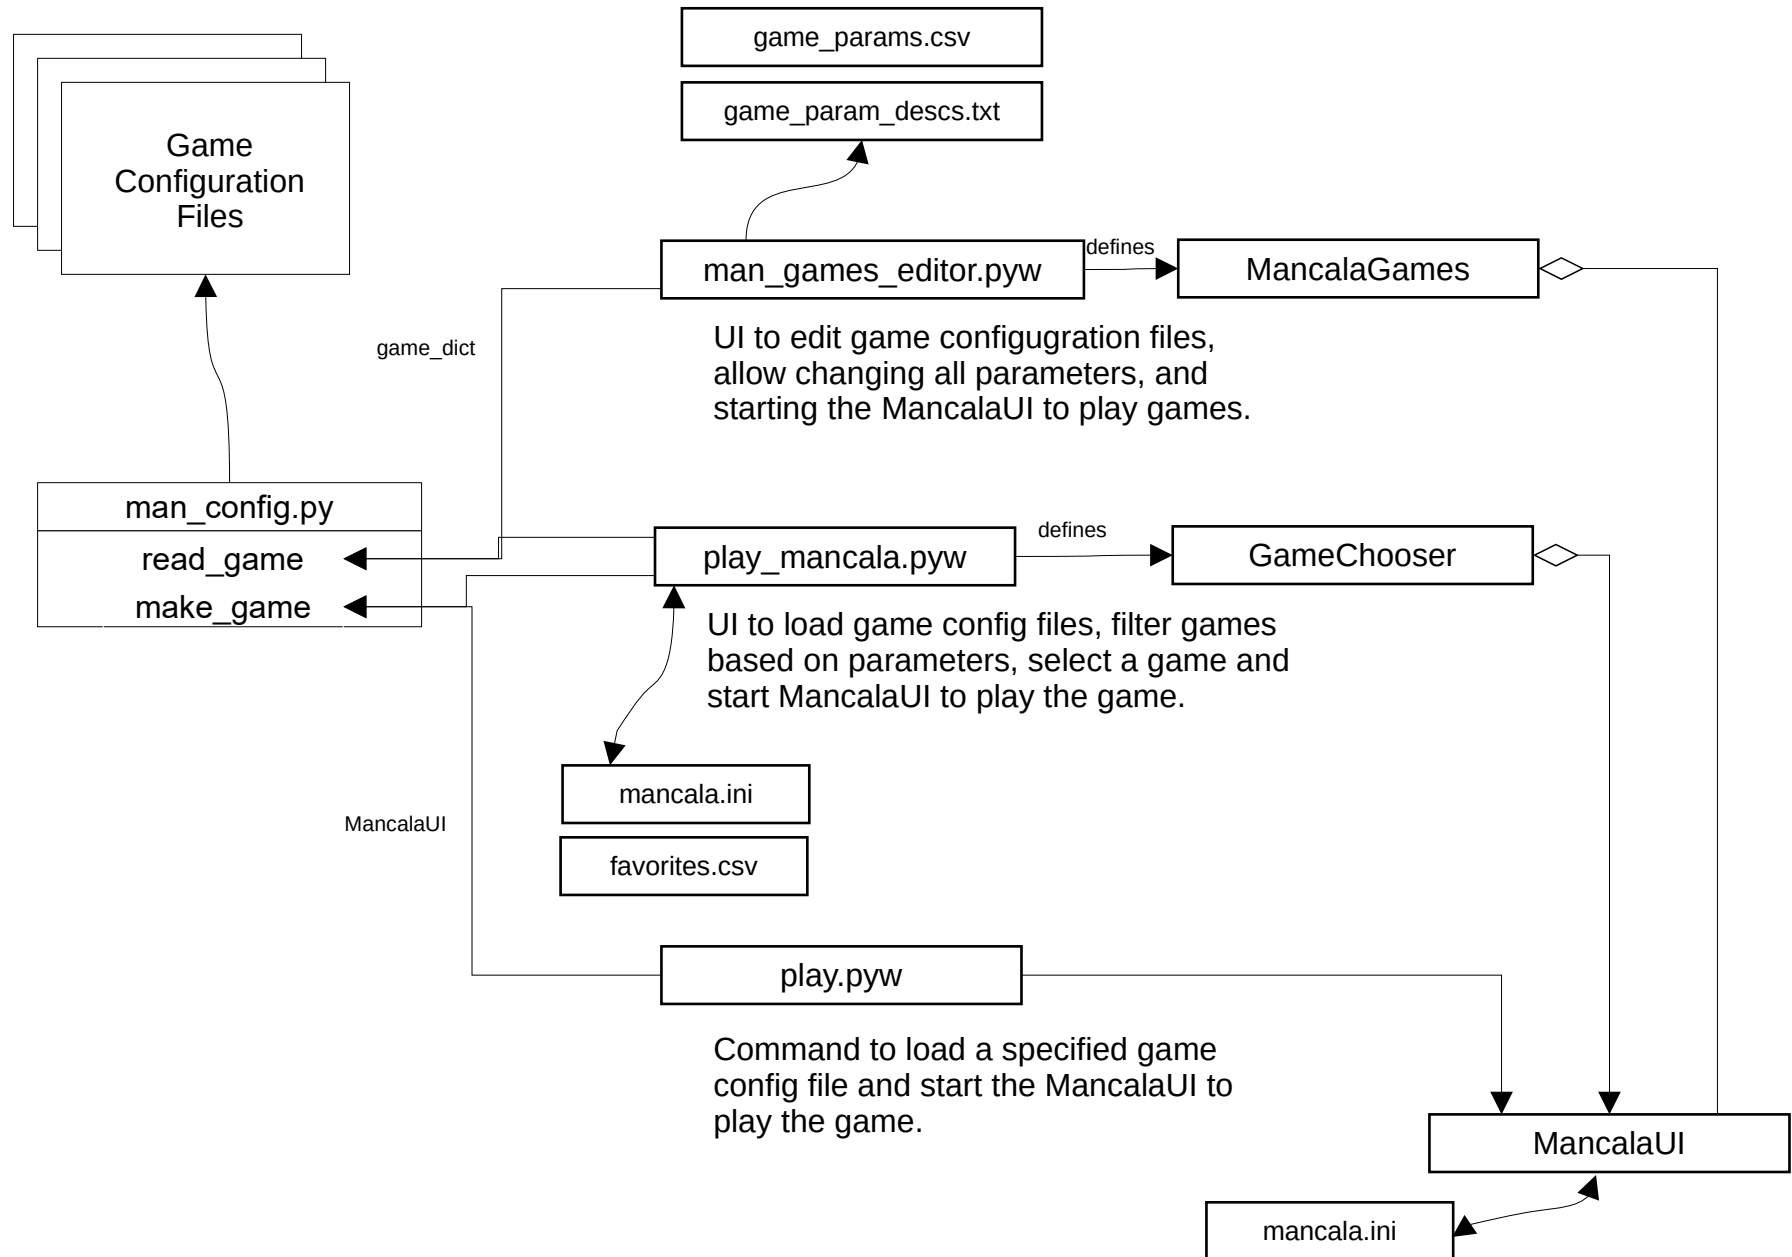 game_params.csv
game_param_descs.txt
Game
Configuration
Files
man_games_editor.pyw
defines
MancalaGames
UI to edit game configugration files,
allow changing all parameters, and
starting the MancalaUI to play games.
game_dict
man_config.py
read_game
make_game
play_mancala.pyw
defines
GameChooser
UI to load game config files, filter games
based on parameters, select a game and
start MancalaUI to play the game.
mancala.ini
favorites.csv
MancalaUI
play.pyw
Command to load a specified game
config file and start the MancalaUI to
play the game.
MancalaUI
mancala.ini